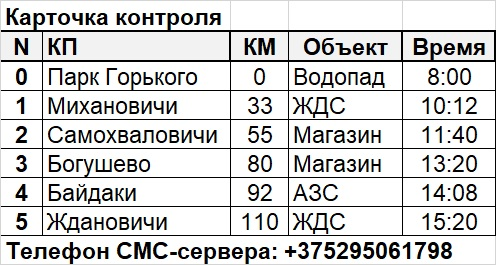 Карточка контроля
N КП КМ Объект Время
0 Парк Горького 0 Водопад 8:00
1 Михановичи 33 ЖДС 10:12
2 Самохваловичи 55 Магазин 11:40
3 Богушево 80 Магазин 13:20
4 Байдаки 92 АЗС 14:08
5 Ждановичи 110 ЖДС 15:20
Телефон СМС-сервера: +375295061798